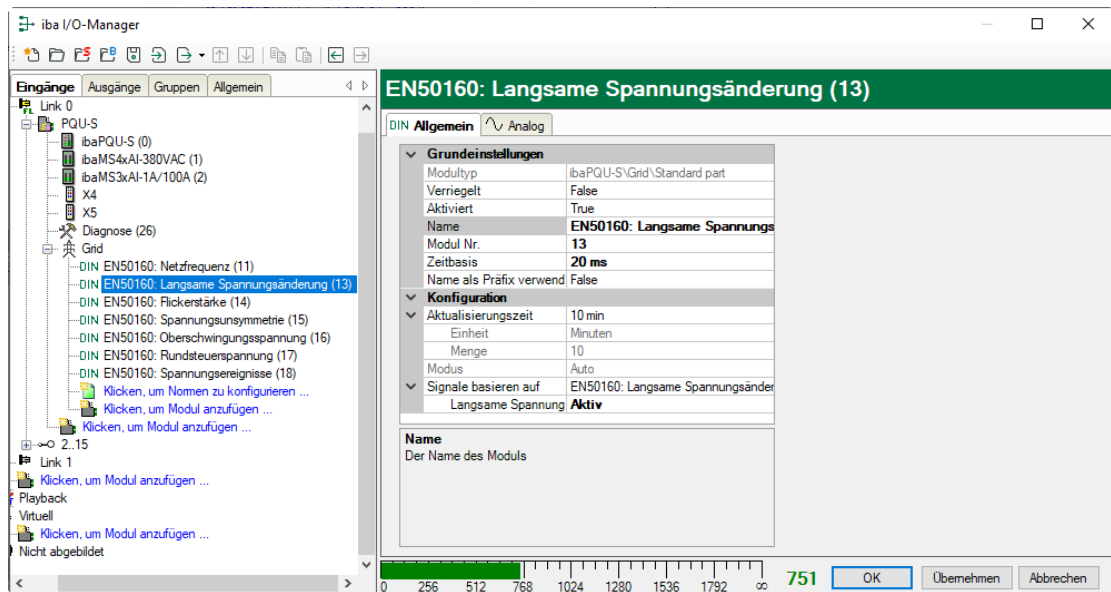 iba I/O-Manager
Eingänge Ausgänge Gruppen Allgemein
Link 0
PQU-S
ibaPQU-S (0)
ibaMS4xAI-380VAC (1)
ibaMS3xAI-1A/100A (2)
X4
X5
Diagnose (26)
Grid
DIN EN50160: Netzfrequenz (11)
DIN EN50160: Langsame Spannungsänderung (13)
DIN EN50160: Flickerstärke (14)
DIN EN50160: Spannungsunsymmetrie (15)
DIN EN50160: Oberschwingungsspannung (16)
DIN EN50160: Rundsteuerspannung (17)
DIN EN50160: Spannungsereignisse (18)
Klicken, um Normen zu konfigurieren ...
Klicken, um Modul anzufügen ...
Klicken, um Modul anzufügen ...
2..15
Link 1
Klicken, um Modul anzufügen ...
Playback
Virtuell
Klicken, um Modul anzufügen ...
Nicht abgebildet
EN50160: Langsame Spannungsänderung (13)
DIN Allgemein Analog
Grundeinstellungen
Modultyp ibaPQU-S\Grid\Standard part
Verriegelt False
Aktiviert True
Name EN50160: Langsame Spannungs
Modul Nr. 13
Zeitbasis 20 ms
Name als Präfix verwend False
Konfiguration
Aktualisierungszeit 10 min
Einheit Minuten
Menge 10
Modus Auto
Signale basieren auf EN50160: Langsame Spannungsänder
Langsame Spannung Aktiv
Name
Der Name des Moduls
0 256 512 768 1024 1280 1536 1792 ∞
751 OK Übernehmen Abbrechen